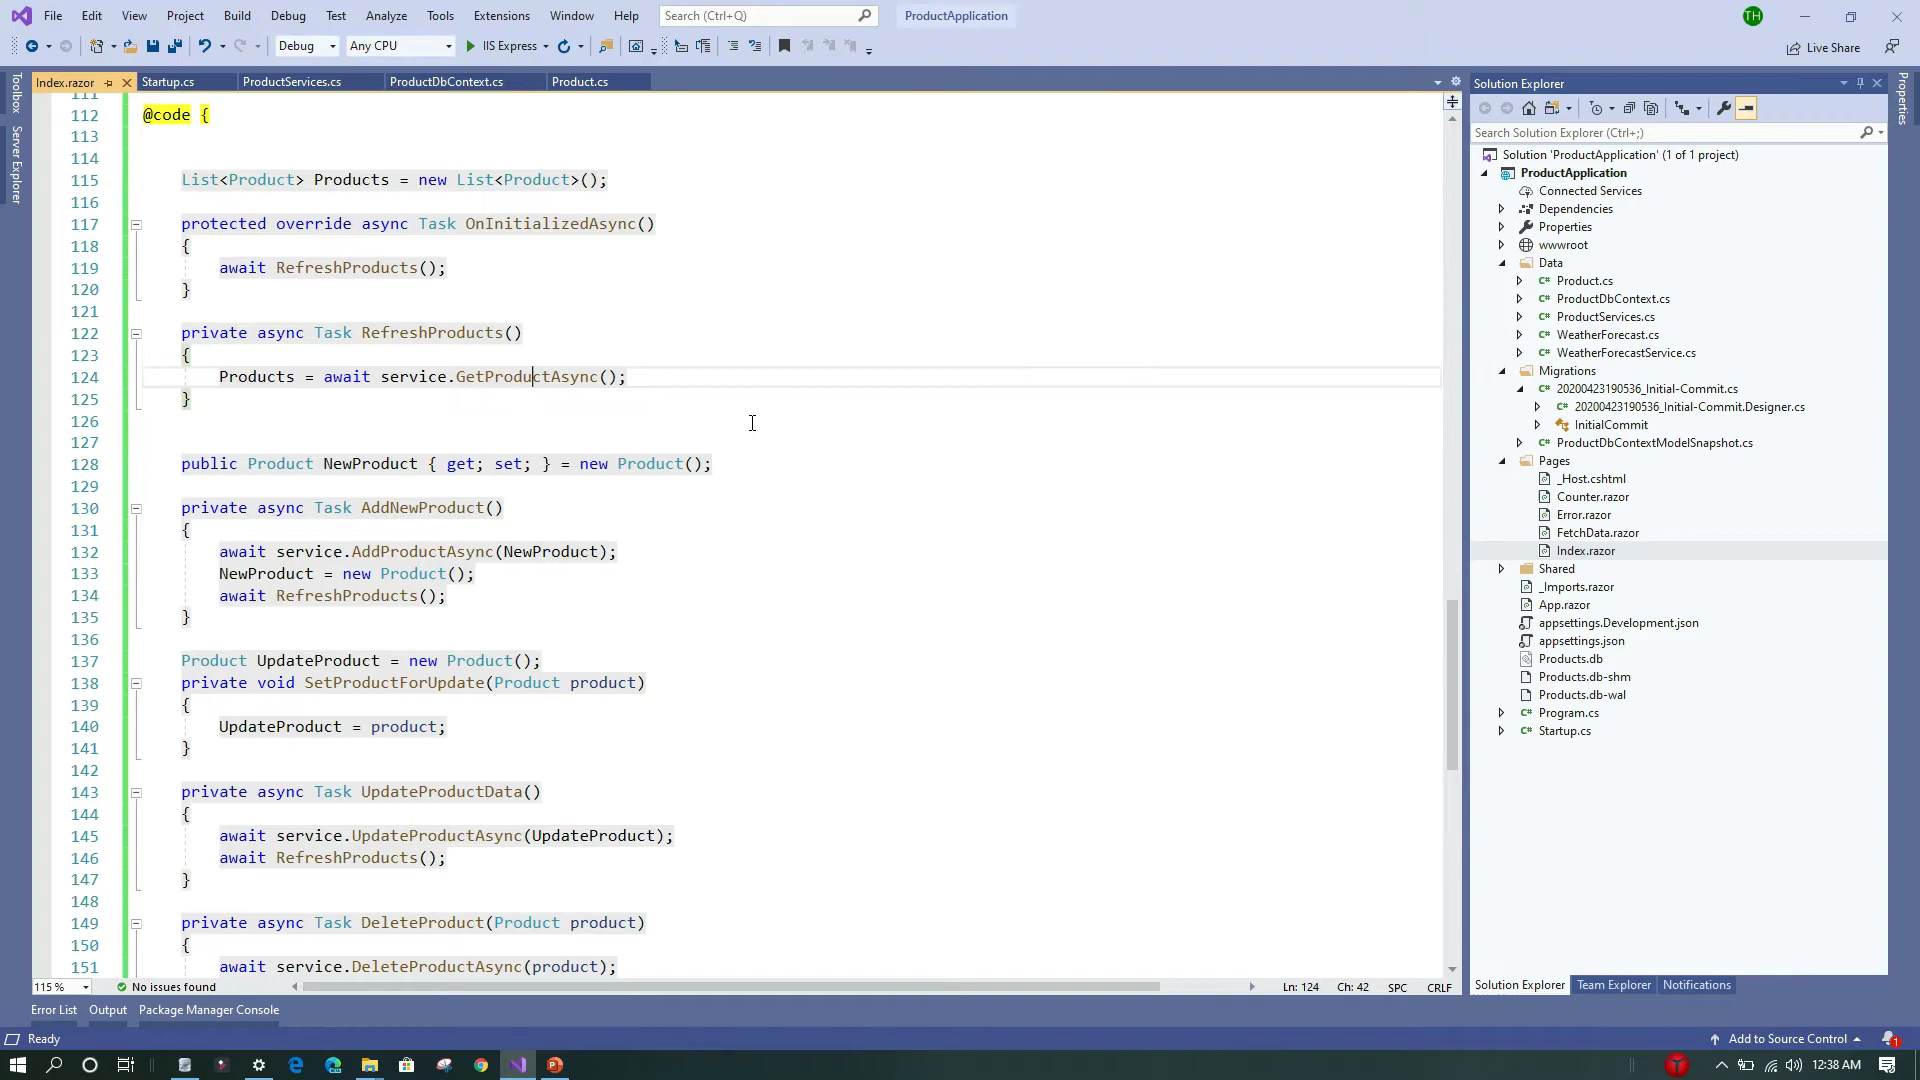 File Edit View Project Build Debug Test Analyze Tools Extensions Window Help Search (Ctrl+Q) ProductApplication TH
Debug Any CPU IIS Express Live Share
Toolbox
Server Explorer
Index.razor Startup.cs ProductServices.cs ProductDbContext.cs Product.cs
111
112 @code {
113
114
115 List<Product> Products = new List<Product>();
116
117 protected override async Task OnInitializedAsync()
118 {
119 await RefreshProducts();
120 }
121
122 private async Task RefreshProducts()
123 {
124 Products = await service.GetProductAsync();
125 }
126
127
128 public Product NewProduct { get; set; } = new Product();
129
130 private async Task AddNewProduct()
131 {
132 await service.AddProductAsync(NewProduct);
133 NewProduct = new Product();
134 await RefreshProducts();
135 }
136
137 Product UpdateProduct = new Product();
138 private void SetProductForUpdate(Product product)
139 {
140 UpdateProduct = product;
141 }
142
143 private async Task UpdateProductData()
144 {
145 await service.UpdateProductAsync(UpdateProduct);
146 await RefreshProducts();
147 }
148
149 private async Task DeleteProduct(Product product)
150 {
151 await service.DeleteProductAsync(product);
115 % No issues found Ln: 124 Ch: 42 SPC CRLF
Solution Explorer
Search Solution Explorer (Ctrl+;)
Solution 'ProductApplication' (1 of 1 project)
ProductApplication
Connected Services
Dependencies
Properties
wwwroot
Data
C# Product.cs
C# ProductDbContext.cs
C# ProductServices.cs
C# WeatherForecast.cs
C# WeatherForecastService.cs
Migrations
C# 20200423190536_Initial-Commit.cs
C# 20200423190536_Initial-Commit.Designer.cs
InitialCommit
C# ProductDbContextModelSnapshot.cs
Pages
_Host.cshtml
Counter.razor
Error.razor
FetchData.razor
Index.razor
Shared
_Imports.razor
App.razor
appsettings.Development.json
appsettings.json
Products.db
Products.db-shm
Products.db-wal
C# Program.cs
C# Startup.cs
Solution Explorer Team Explorer Notifications
Properties
Error List Output Package Manager Console
Ready Add to Source Control 1
12:38 AM